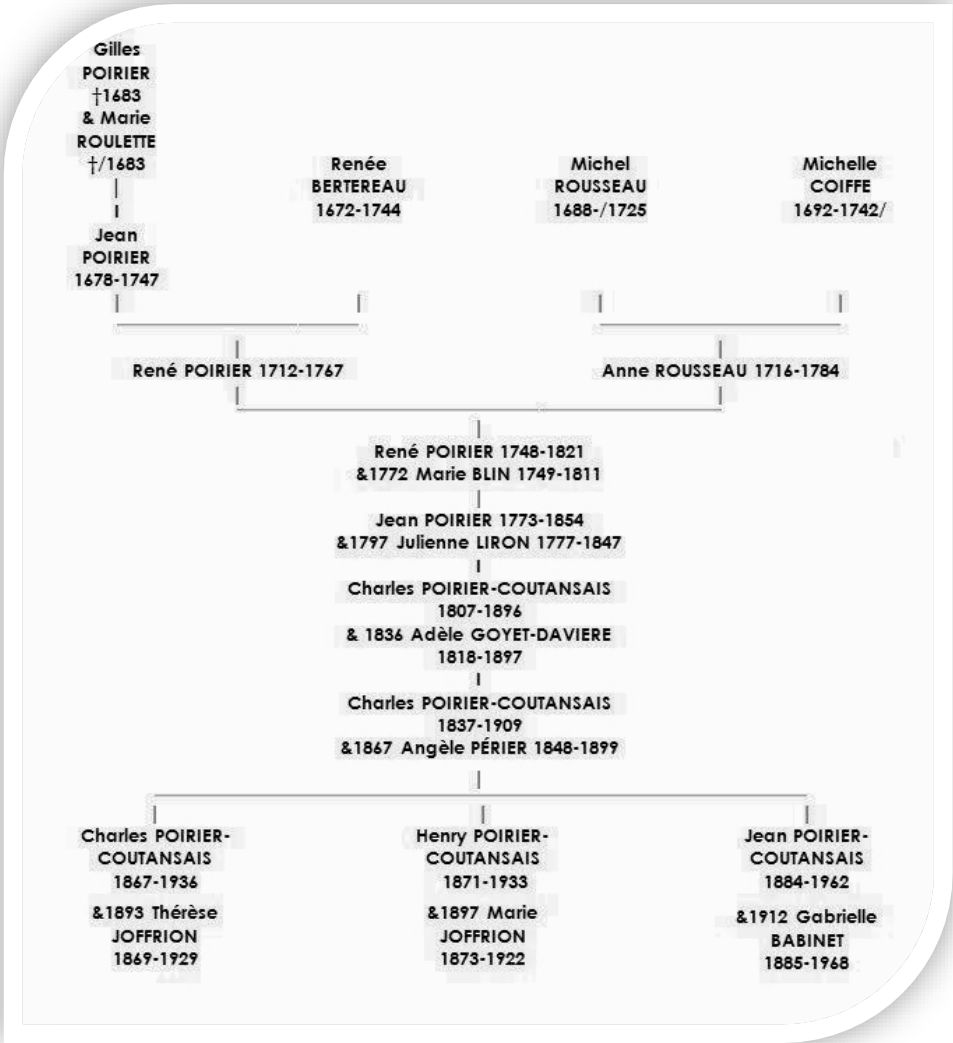 Gilles
POIRIER
†1683
& Marie
ROULETTE
†/1683
Renée
BERTEREAU
1672-1744
Michel
ROUSSEAU
1688-/1725
Michelle
COIFFE
1692-1742/
Jean
POIRIER
1678-1747
René POIRIER 1712-1767
Anne ROUSSEAU 1716-1784
René POIRIER 1748-1821
&1772 Marie BLIN 1749-1811
Jean POIRIER 1773-1854
&1797 Julienne LIRON 1777-1847
Charles POIRIER-COUTANSAIS
1807-1896
& 1836 Adèle GOYET-DAVIERE
1818-1897
Charles POIRIER-COUTANSAIS
1837-1909
&1867 Angèle PÉRIER 1848-1899
Charles POIRIER-
COUTANSAIS
1867-1936
&1893 Thérèse
JOFFRION
1869-1929
Henry POIRIER-
COUTANSAIS
1871-1933
&1897 Marie
JOFFRION
1873-1922
Jean POIRIER-
COUTANSAIS
1884-1962
&1912 Gabrielle
BABINET
1885-1968